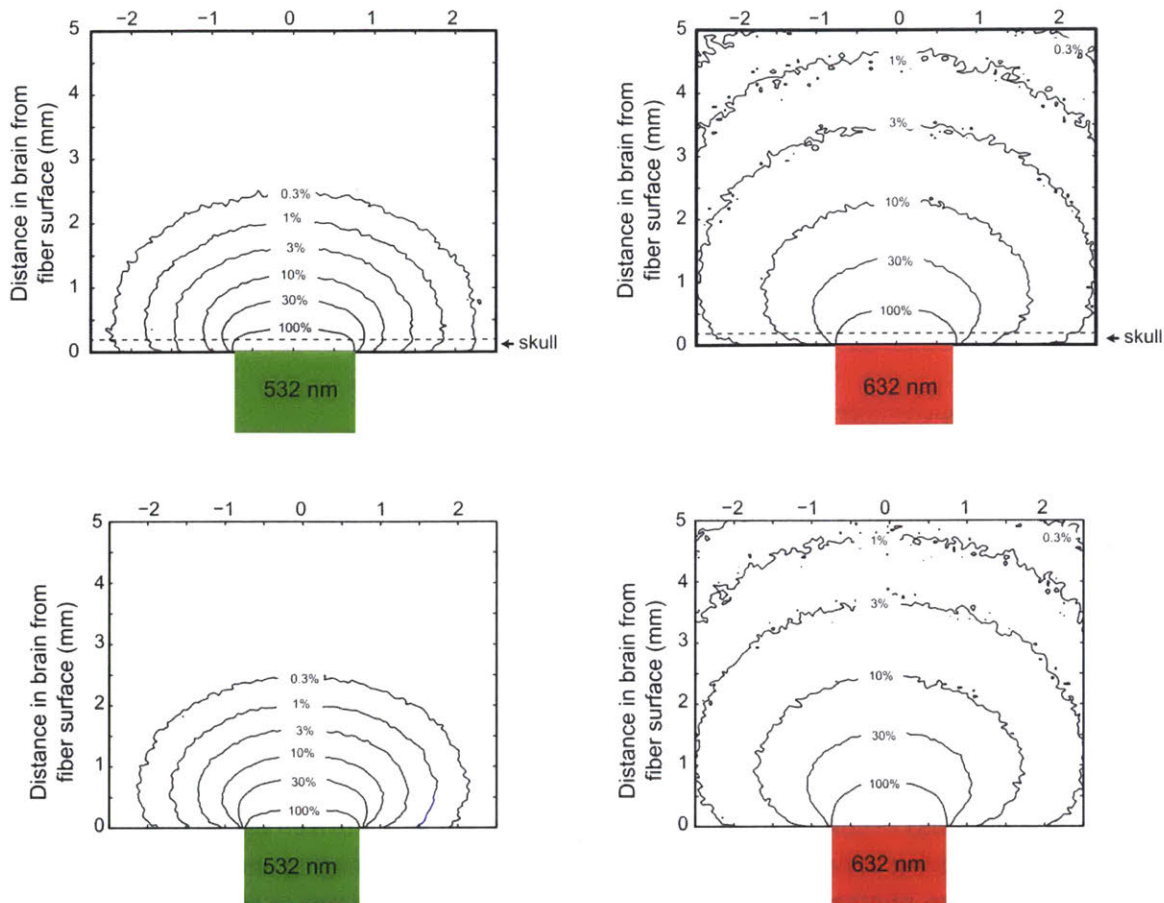 −2 −1 0 1 2
5
4
3
2
1
0
Distance in brain from
fiber surface (mm)
0.3%
1%
3%
10%
30%
100%
skull
532 nm
−2 −1 0 1 2
5
4
3
2
1
0
Distance in brain from
fiber surface (mm)
0.3%
1%
3%
10%
30%
100%
skull
632 nm
−2 −1 0 1 2
5
4
3
2
1
0
Distance in brain from
fiber surface (mm)
0.3%
1%
3%
10%
30%
100%
532 nm
−2 −1 0 1 2
5
4
3
2
1
0
Distance in brain from
fiber surface (mm)
1%
0.3%
3%
10%
30%
100%
632 nm